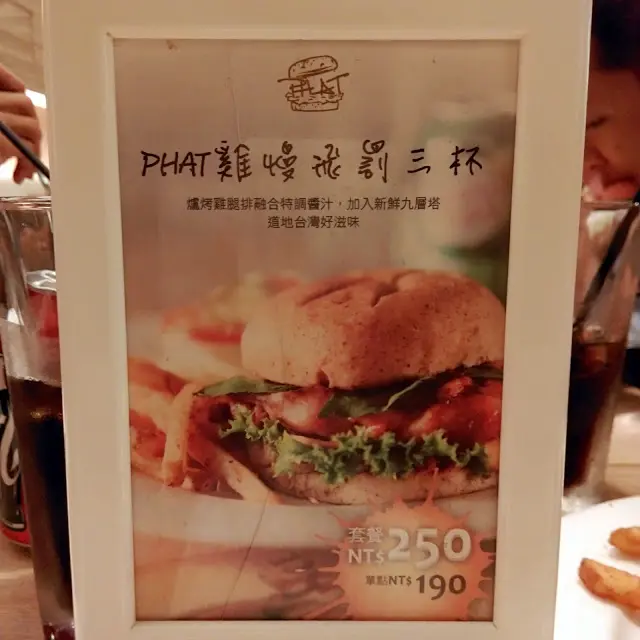 PHAT
PHAT雞慢飛罰三杯
爐烤雞腿排融合特調醬汁,加入新鮮九層塔
道地台灣好滋味
套餐
NT$250
單點NT$190